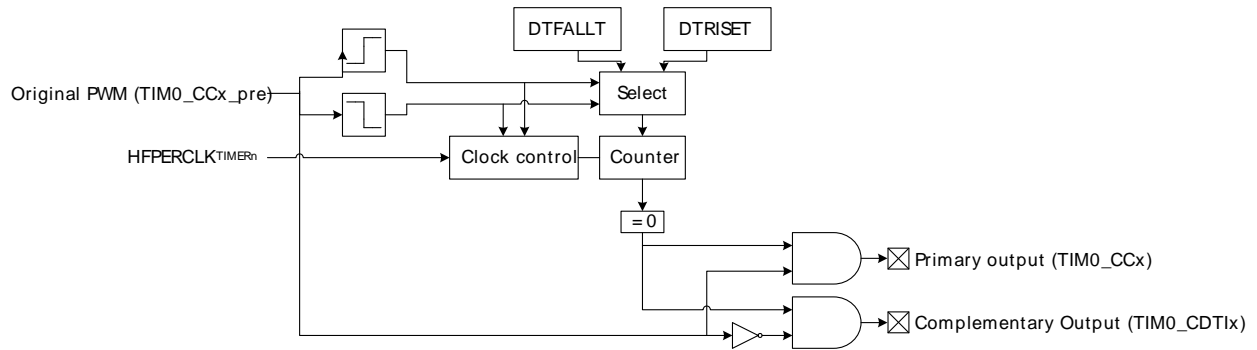 DTFALLT
DTRISET
Original PWM (TIM0_CCx_pre)
Select
HFPERCLKTIMERn
Clock control
Counter
= 0
Primary output (TIM0_CCx)
Complementary Output (TIM0_CDTIx)